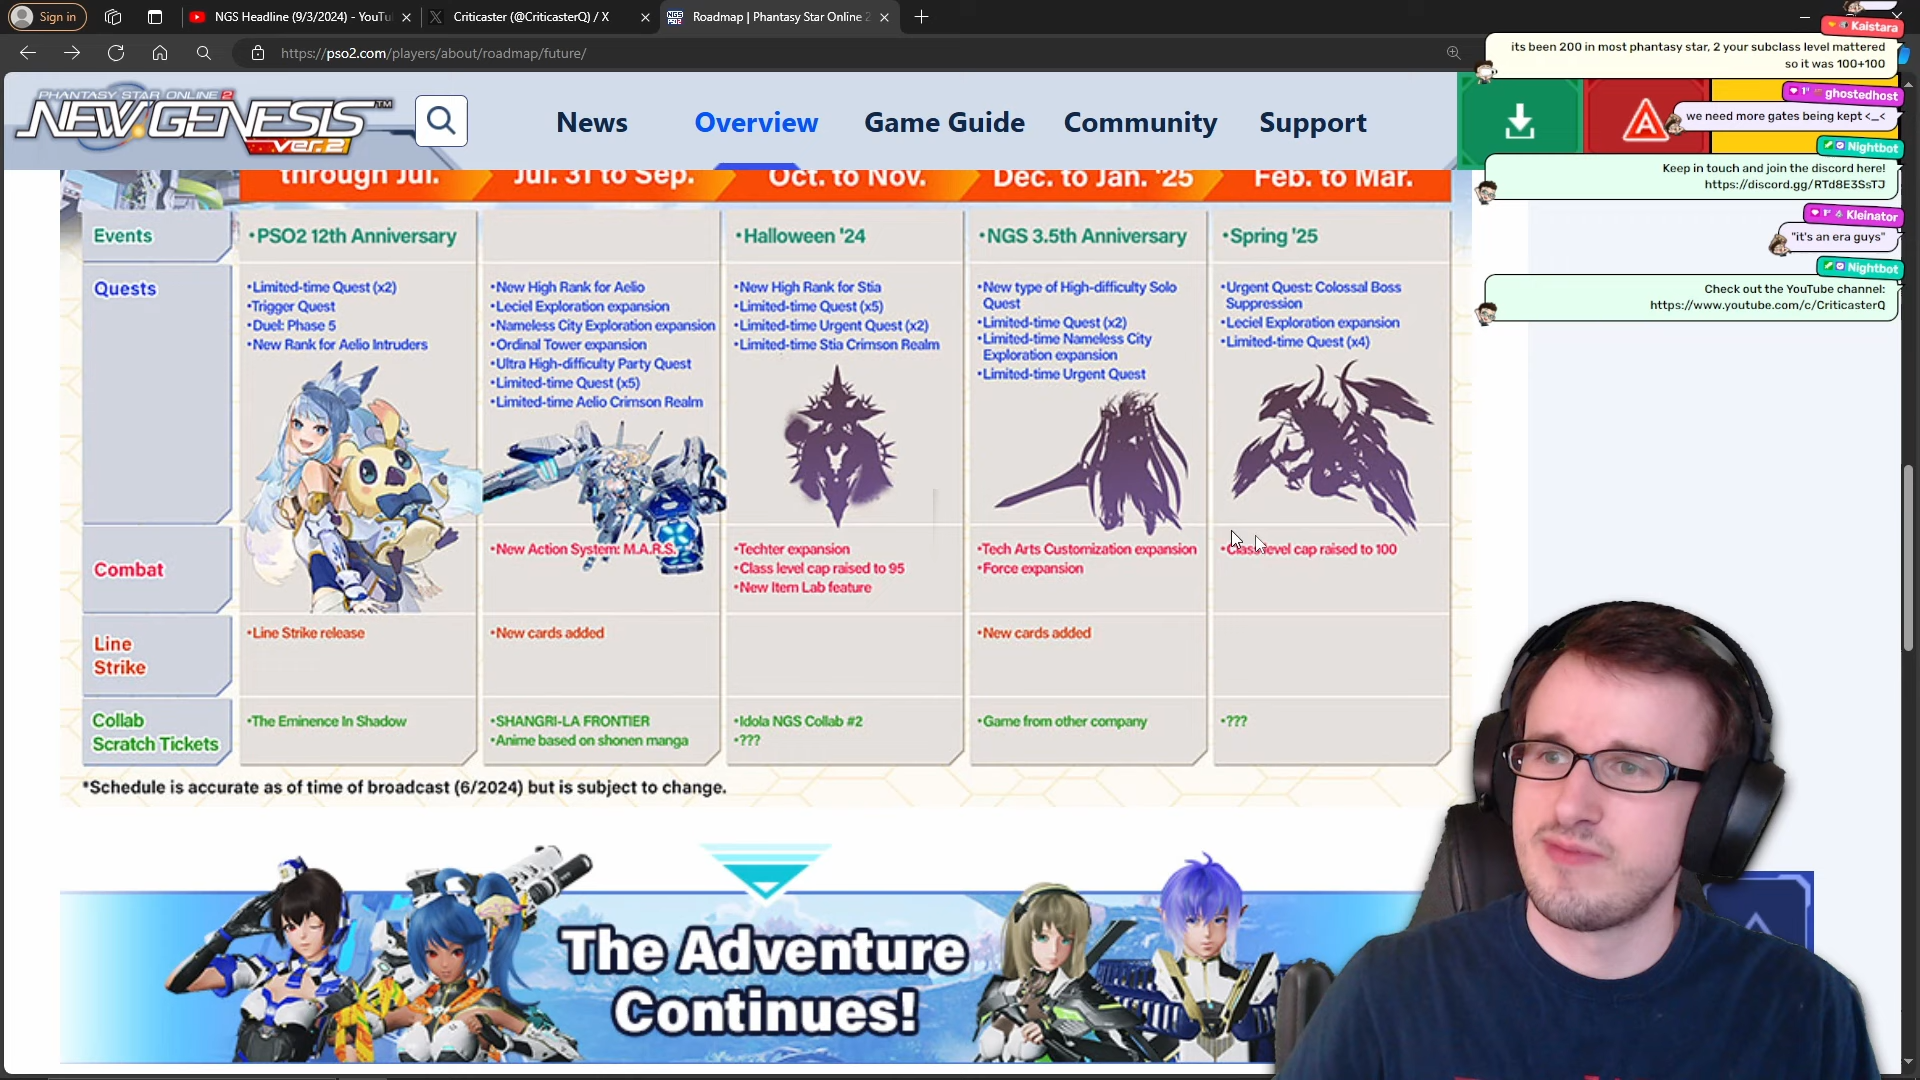 Sign in
NGS Headline (9/3/2024) - YouTu
Criticaster (@CriticasterQ) / X
Roadmap | Phantasy Star Online 2
https://pso2.com/players/about/roadmap/future/
PHANTASY STAR ONLINE 2
NEW GENESIS™
ver.2
News
Overview
Game Guide
Community
Support
through Jul.
Jul. 31 to Sep.
Oct. to Nov.
Dec. to Jan. '25
Feb. to Mar.
Events
•PSO2 12th Anniversary
•Halloween '24
•NGS 3.5th Anniversary
•Spring '25
Quests
•Limited-time Quest (x2)
•Trigger Quest
•Duel: Phase 5
•New Rank for Aelio Intruders
•New High Rank for Aelio
•Leciel Exploration expansion
•Nameless City Exploration expansion
•Ordinal Tower expansion
•Ultra High-difficulty Party Quest
•Limited-time Quest (x5)
•Limited-time Aelio Crimson Realm
•New High Rank for Stia
•Limited-time Quest (x5)
•Limited-time Urgent Quest (x2)
•Limited-time Stia Crimson Realm
•New type of High-difficulty Solo
Quest
•Limited-time Quest (x2)
•Limited-time Nameless City
Exploration expansion
•Limited-time Urgent Quest
•Urgent Quest: Colossal Boss
Suppression
•Leciel Exploration expansion
•Limited-time Quest (x4)
Combat
•New Action System: M.A.R.S.
•Techter expansion
•Class level cap raised to 95
•New Item Lab feature
•Tech Arts Customization expansion
•Force expansion
•Class level cap raised to 100
Line
Strike
•Line Strike release
•New cards added
•New cards added
Collab
Scratch Tickets
•The Eminence In Shadow
•SHANGRI-LA FRONTIER
•Anime based on shonen manga
•Idola NGS Collab #2
•???
•Game from other company
•???
*Schedule is accurate as of time of broadcast (6/2024) but is subject to change.
The Adventure
Continues!
Kaistara
its been 200 in most phantasy star, 2 your subclass level mattered
so it was 100+100
ghostedhost
we need more gates being kept <_<
Nightbot
Keep in touch and join the discord here!
https://discord.gg/RTd8E3SsTJ
Kleinator
"it's an era guys"
Nightbot
Check out the YouTube channel:
https://www.youtube.com/c/CriticasterQ